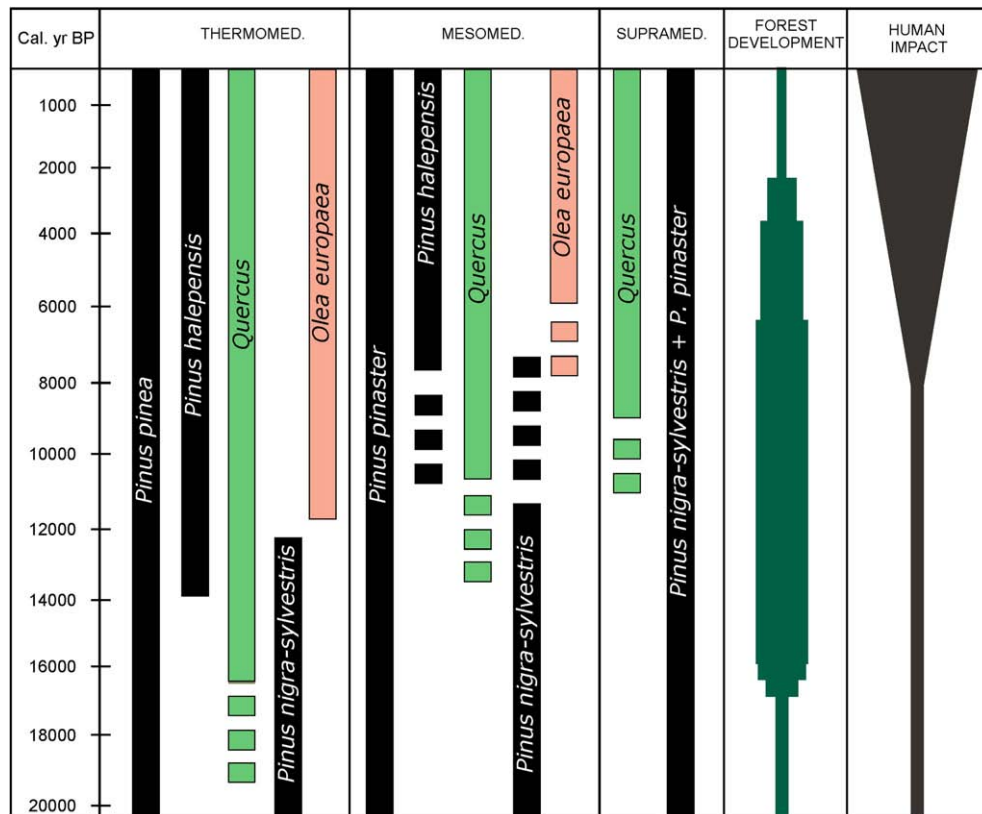 Cal. yr BP
THERMOMED.
MESOMED.
SUPRAMED.
FOREST
DEVELOPMENT
HUMAN
IMPACT
1000
2000
4000
6000
8000
10000
12000
14000
16000
18000
20000
Pinus pinea
Pinus halepensis
Quercus
Pinus nigra-sylvestris
Olea europaea
Pinus pinaster
Pinus halepensis
Quercus
Pinus nigra-sylvestris
Olea europaea
Quercus
Pinus nigra-sylvestris + P. pinaster